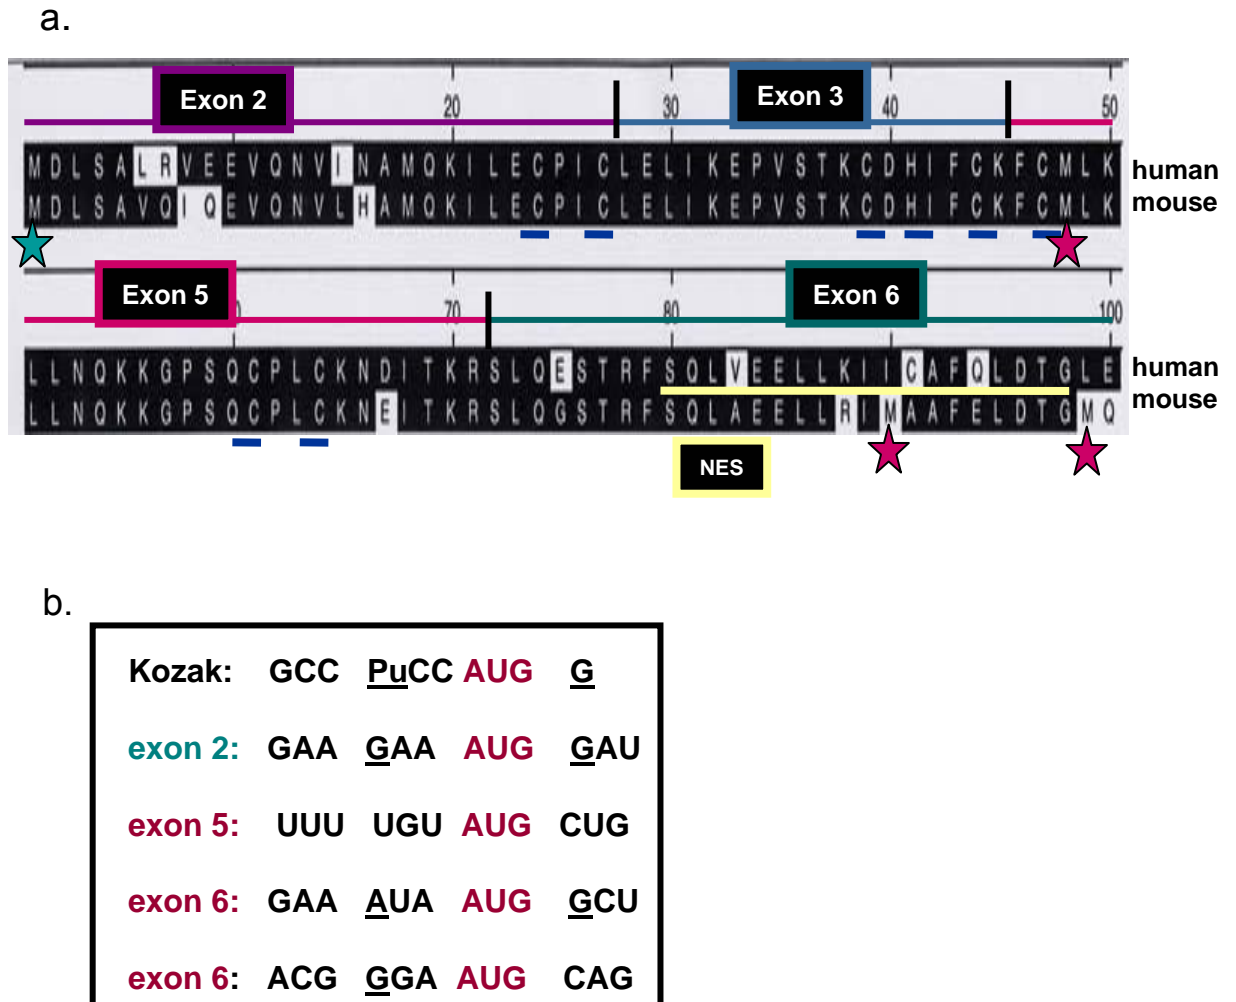 a.
Exon 2 20 30 Exon 3 40 50
M D L S A L R V E E V Q N V I N A M Q K I L E C P I C L E L I K E P V S T K C D H I F C K F C M L K human
M D L S A V Q I Q E V Q N V L H A M Q K I L E C P I C L E L I K E P V S T K C D H I F C K F C M L K mouse
Exon 5 70 80 Exon 6 100
L L N Q K K G P S Q C P L C K N D I T K R S L Q E S T R F S Q L V E E L L K I I C A F Q L D T G L E human
L L N Q K K G P S Q C P L C K N E I T K R S L Q G S T R F S Q L A E E L L R I M A A F E L D T G M Q mouse
NES
b.
Kozak: GCC PuCC AUG G
exon 2: GAA GAA AUG GAU
exon 5: UUU UGU AUG CUG
exon 6: GAA AUA AUG GCU
exon 6: ACG GGA AUG CAG